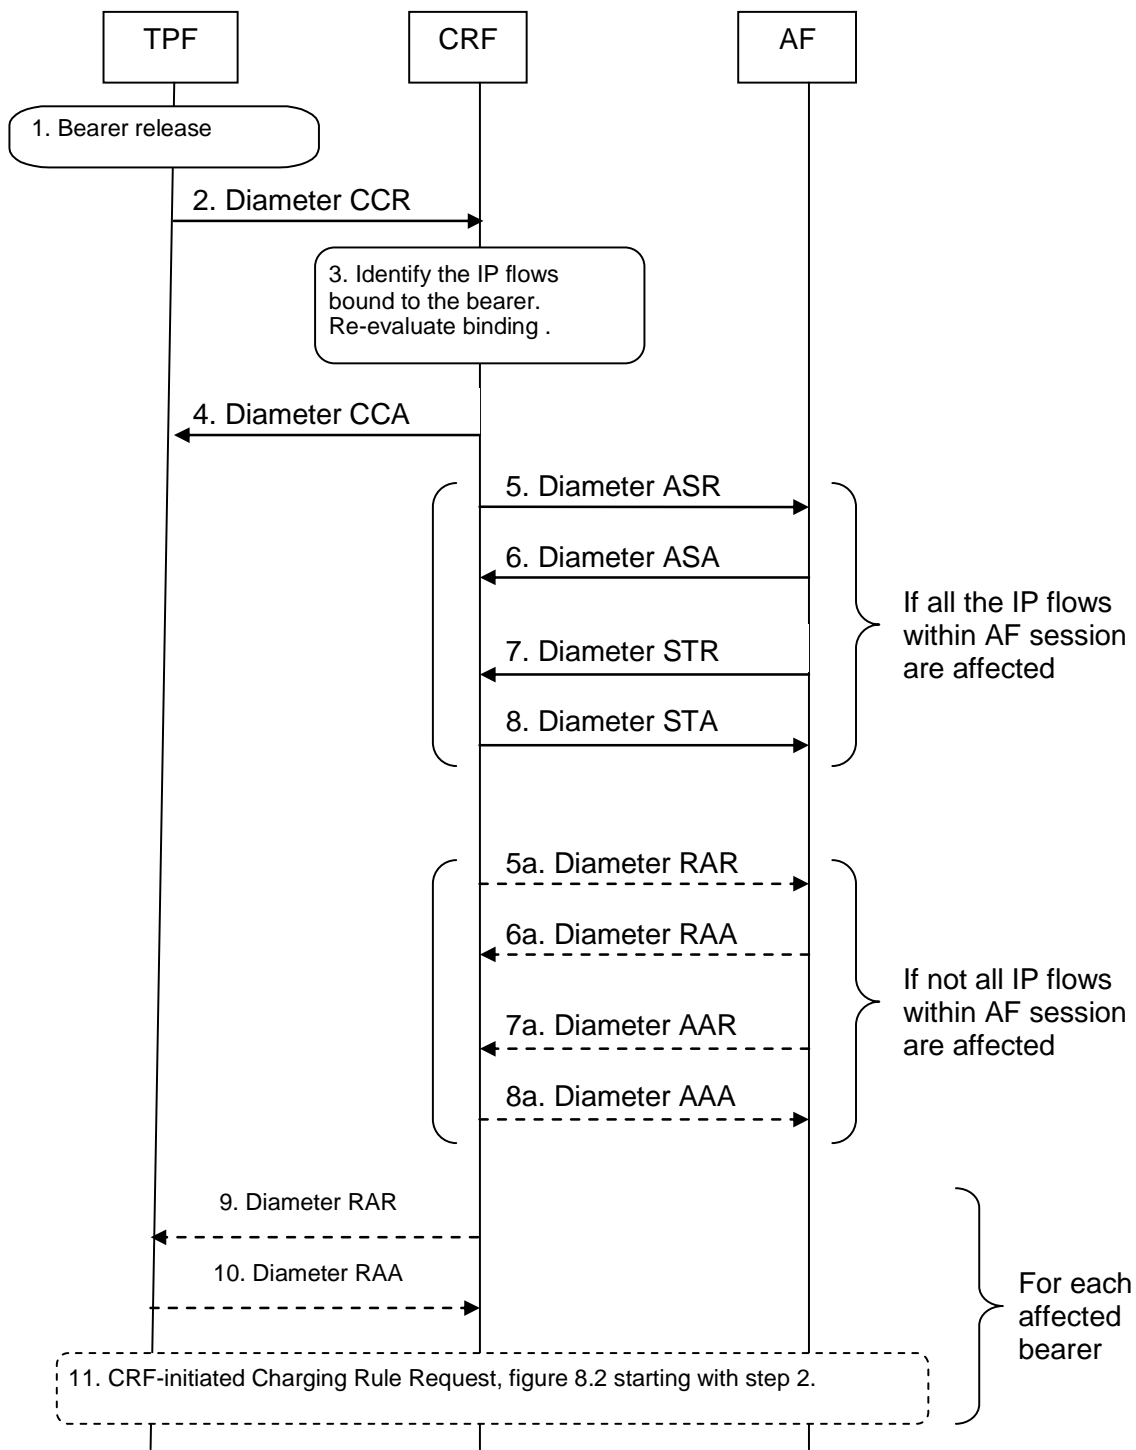 TPF
CRF
AF
1. Bearer release
2. Diameter CCR
3. Identify the IP flows
bound to the bearer.
Re-evaluate binding .
4. Diameter CCA
5. Diameter ASR
6. Diameter ASA
7. Diameter STR
8. Diameter STA
If all the IP flows
within AF session
are affected
5a. Diameter RAR
6a. Diameter RAA
7a. Diameter AAR
8a. Diameter AAA
If not all IP flows
within AF session
are affected
9. Diameter RAR
10. Diameter RAA
For each
affected
bearer
11. CRF-initiated Charging Rule Request, figure 8.2 starting with step 2.